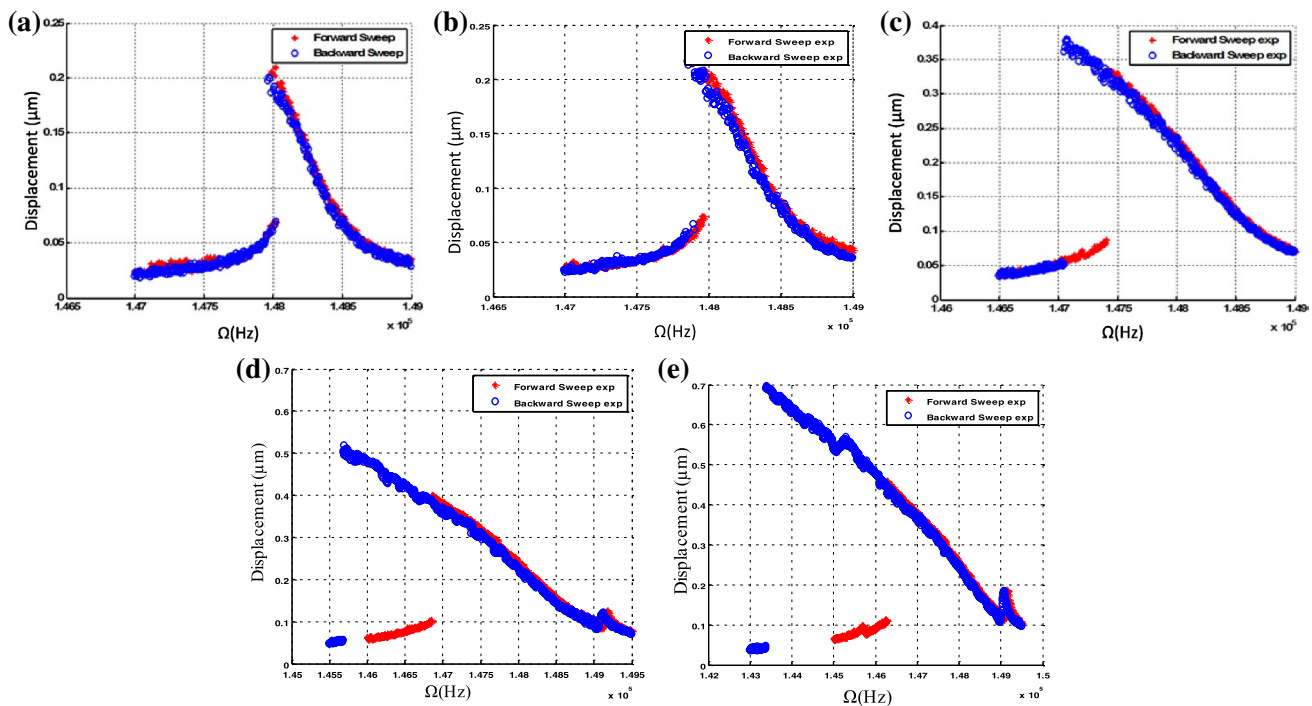 (a)
0.25
0.2
0.15
0.1
0.05
0
Displacement (μm)
Forward Sweep
Backward Sweep
1.465
1.47
1.475
1.48
1.485
1.49
x 10⁵
Ω(Hz)
(b)
0.25
0.2
0.15
0.1
0.05
0
Displacement (μm)
Forward Sweep exp
Backward Sweep exp
1.465
1.47
1.475
1.48
1.485
1.49
x 10⁵
Ω(Hz)
(c)
0.4
0.35
0.3
0.25
0.2
0.15
0.1
0.05
0
Displacement (μm)
Forward Sweep exp
Backward Sweep exp
1.46
1.465
1.47
1.475
1.48
1.485
1.49
x 10⁵
Ω(Hz)
(d)
0.6
0.5
0.4
0.3
0.2
0.1
0
Displacement (μm)
Forward Sweep exp
Backward Sweep exp
1.45
1.455
1.46
1.465
1.47
1.475
1.48
1.485
1.49
1.495
x 10⁵
Ω(Hz)
(e)
0.7
0.6
0.5
0.4
0.3
0.2
0.1
0
Displacement (μm)
Forward Sweep exp
Backward Sweep exp
1.42
1.43
1.44
1.45
1.46
1.47
1.48
1.49
1.5
x 10⁵
Ω(Hz)